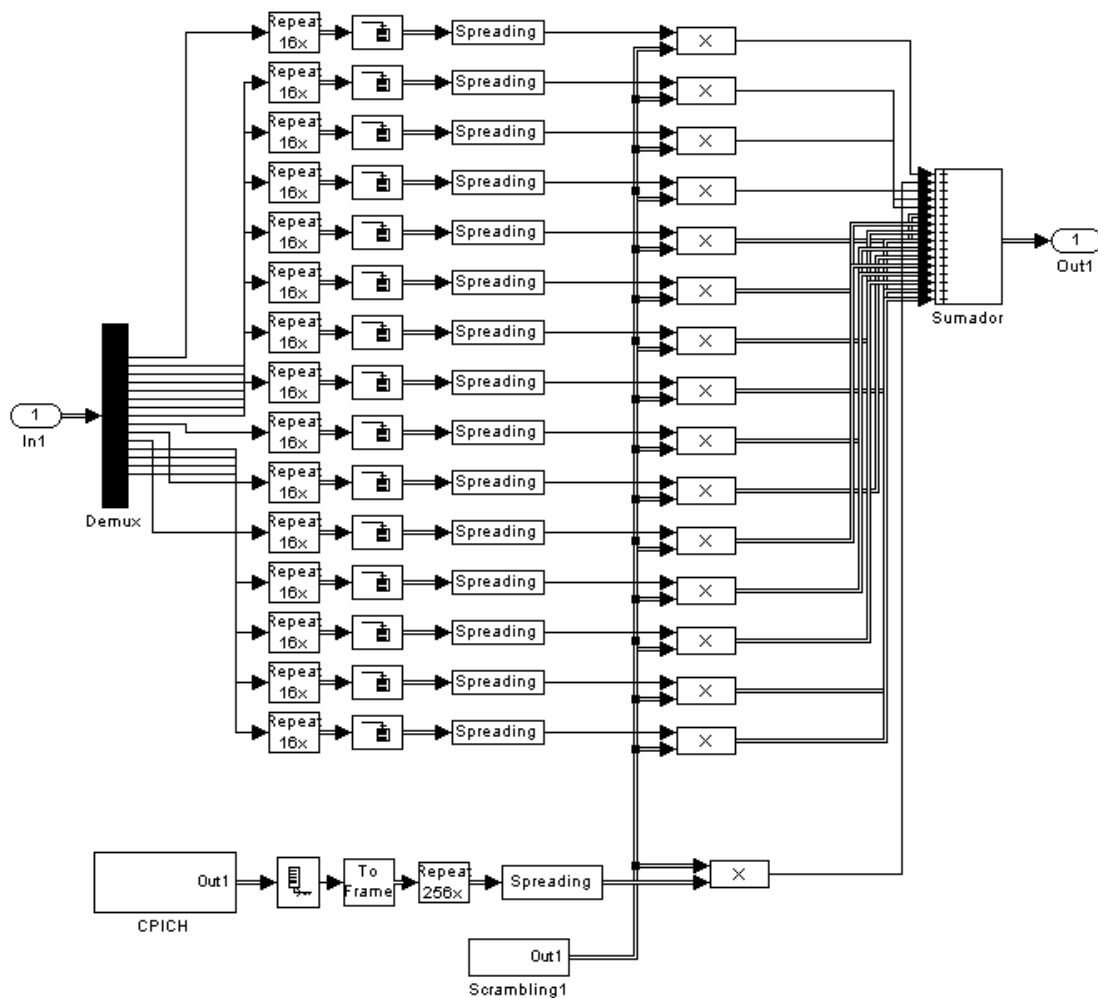 Repeat
16x
Spreading
×
Repeat
16x
Spreading
×
Repeat
16x
Spreading
×
Repeat
16x
Spreading
×
Repeat
16x
Spreading
×
Repeat
16x
Spreading
×
Repeat
16x
Spreading
×
Repeat
16x
Spreading
×
Repeat
16x
Spreading
×
Repeat
16x
Spreading
×
Repeat
16x
Spreading
×
Repeat
16x
Spreading
×
Repeat
16x
Spreading
×
Repeat
16x
Spreading
×
Repeat
16x
Spreading
×
1
In1
Demux
Sumador
1
Out1
Out1
CPICH
To
Frame
Repeat
256x
Spreading
×
Out1
Scrambling1